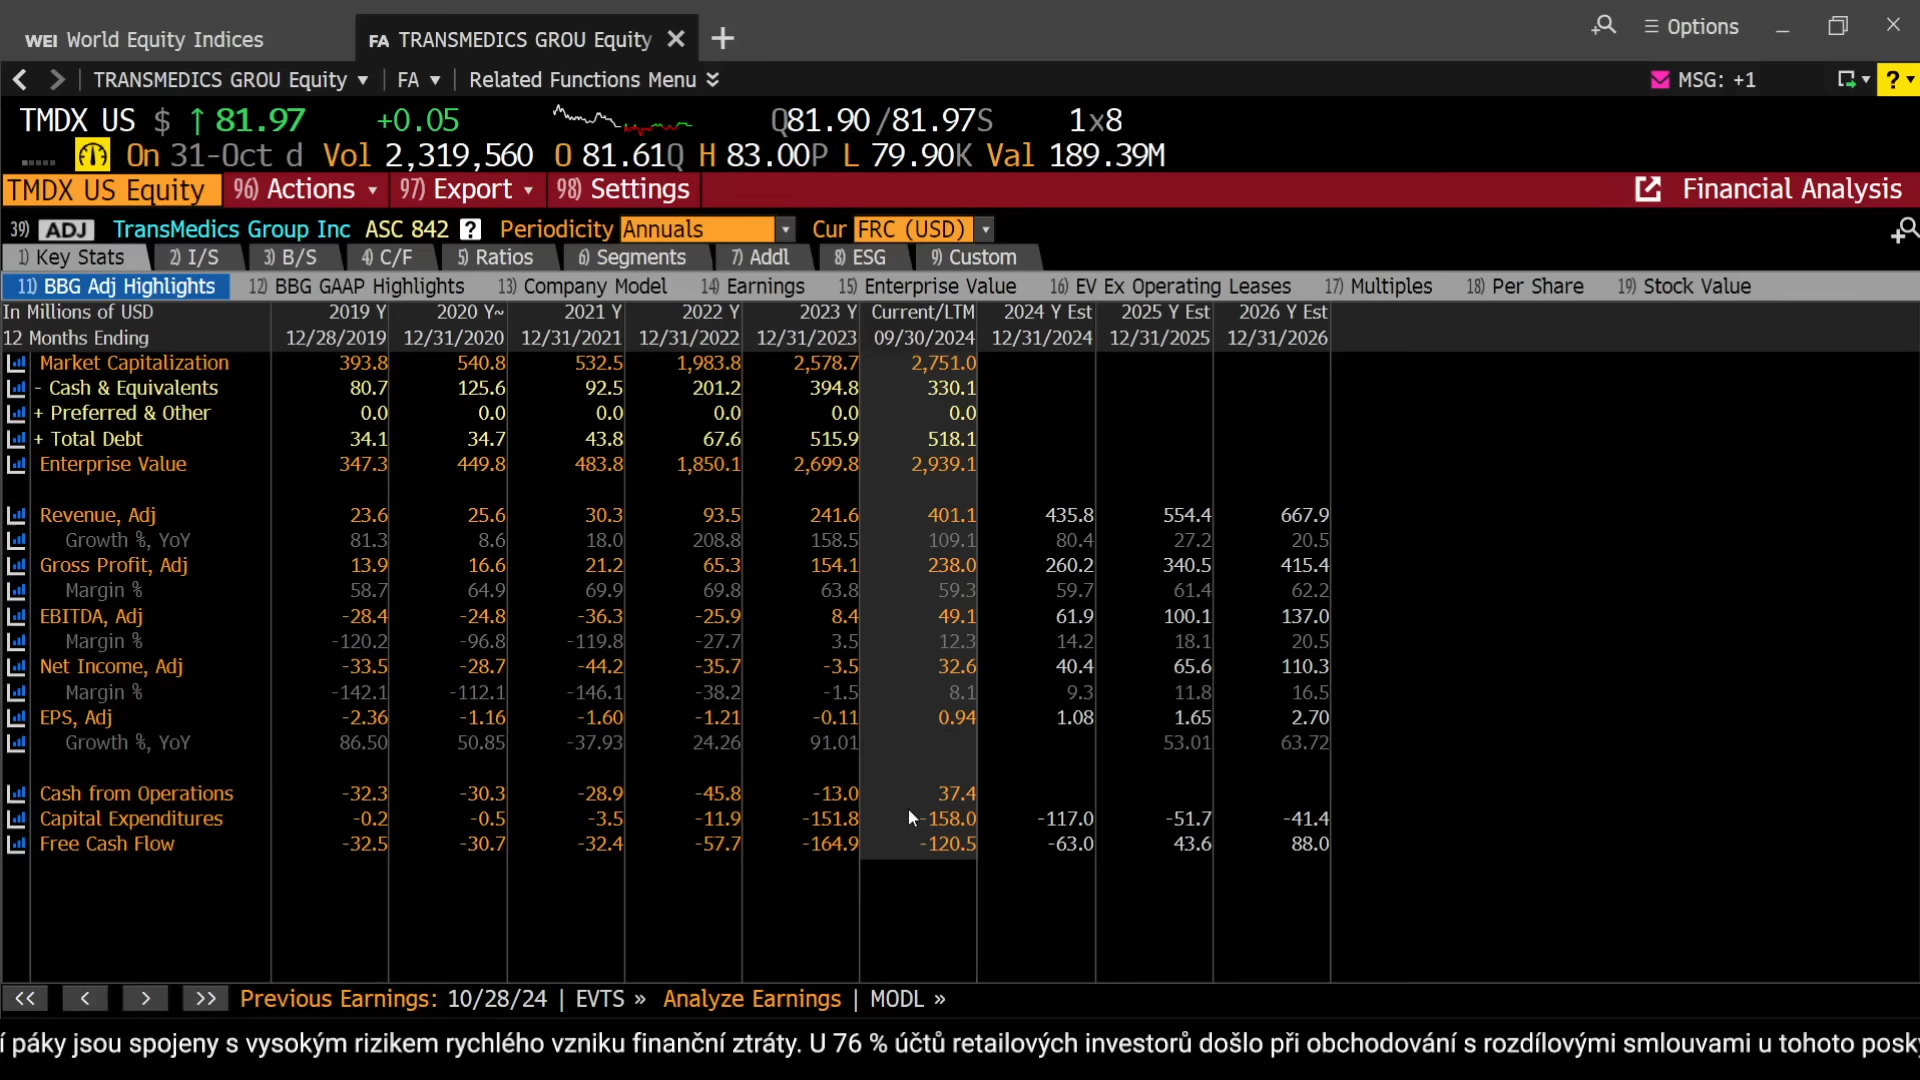 WEI World Equity Indices FA TRANSMEDICS GROU Equity Options
TRANSMEDICS GROU Equity FA Related Functions Menu MSG: +1 ?
TMDX US $ ↑ 81.97 +0.05 Q81.90/81.97S 1x8
On 31-Oct d Vol 2,319,560 O 81.61Q H 83.00P L 79.90K Val 189.39M
TMDX US Equity 96) Actions 97) Export 98) Settings Financial Analysis
39) ADJ TransMedics Group Inc ASC 842 ? Periodicity Annuals Cur FRC (USD)
1) Key Stats 2) I/S 3) B/S 4) C/F 5) Ratios 6) Segments 7) Addl 8) ESG 9) Custom
11) BBG Adj Highlights 12) BBG GAAP Highlights 13) Company Model 14) Earnings 15) Enterprise Value 16) EV Ex Operating Leases 17) Multiples 18) Per Share 19) Stock Value
In Millions of USD 2019 Y 2020 Y~ 2021 Y 2022 Y 2023 Y Current/LTM 2024 Y Est 2025 Y Est 2026 Y Est
12 Months Ending 12/28/2019 12/31/2020 12/31/2021 12/31/2022 12/31/2023 09/30/2024 12/31/2024 12/31/2025 12/31/2026
Market Capitalization 393.8 540.8 532.5 1,983.8 2,578.7 2,751.0
- Cash & Equivalents 80.7 125.6 92.5 201.2 394.8 330.1
+ Preferred & Other 0.0 0.0 0.0 0.0 0.0 0.0
+ Total Debt 34.1 34.7 43.8 67.6 515.9 518.1
Enterprise Value 347.3 449.8 483.8 1,850.1 2,699.8 2,939.1
Revenue, Adj 23.6 25.6 30.3 93.5 241.6 401.1 435.8 554.4 667.9
Growth %, YoY 81.3 8.6 18.0 208.8 158.5 109.1 80.4 27.2 20.5
Gross Profit, Adj 13.9 16.6 21.2 65.3 154.1 238.0 260.2 340.5 415.4
Margin % 58.7 64.9 69.9 69.8 63.8 59.3 59.7 61.4 62.2
EBITDA, Adj -28.4 -24.8 -36.3 -25.9 8.4 49.1 61.9 100.1 137.0
Margin % -120.2 -96.8 -119.8 -27.7 3.5 12.3 14.2 18.1 20.5
Net Income, Adj -33.5 -28.7 -44.2 -35.7 -3.5 32.6 40.4 65.6 110.3
Margin % -142.1 -112.1 -146.1 -38.2 -1.5 8.1 9.3 11.8 16.5
EPS, Adj -2.36 -1.16 -1.60 -1.21 -0.11 0.94 1.08 1.65 2.70
Growth %, YoY 86.50 50.85 -37.93 24.26 91.01 53.01 63.72
Cash from Operations -32.3 -30.3 -28.9 -45.8 -13.0 37.4
Capital Expenditures -0.2 -0.5 -3.5 -11.9 -151.8 -158.0 -117.0 -51.7 -41.4
Free Cash Flow -32.5 -30.7 -32.4 -57.7 -164.9 -120.5 -63.0 43.6 88.0
<< < > >> Previous Earnings: 10/28/24 | EVTS » Analyze Earnings | MODL »
í páky jsou spojeny s vysokým rizikem rychlého vzniku finanční ztráty. U 76 % účtů retailových investorů došlo při obchodování s rozdílovými smlouvami u tohoto posky